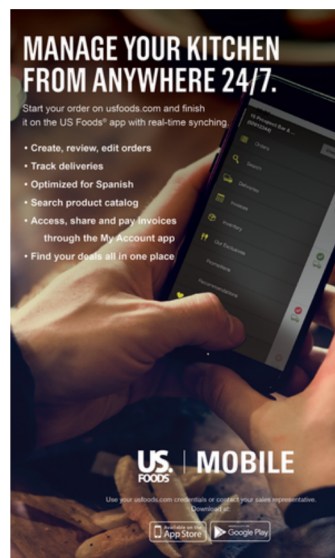 MANAGE YOUR KITCHEN
FROM ANYWHERE 24/7.
Start your order on usfoods.com and finish
it on the US Foods® app with real-time synching.
• Create, review, edit orders
• Track deliveries
• Optimized for Spanish
• Search product catalog
• Access, share and pay invoices
through the My Account app
• Find your deals all in one place
Orders
Search
Deliveries
Invoices
Inventory
Our Exclusives
Promotions
Recommendations
US.
FOODS
MOBILE
Use your usfoods.com credentials or contact your sales representative.
Download at:
Available on the
App Store
Google Play